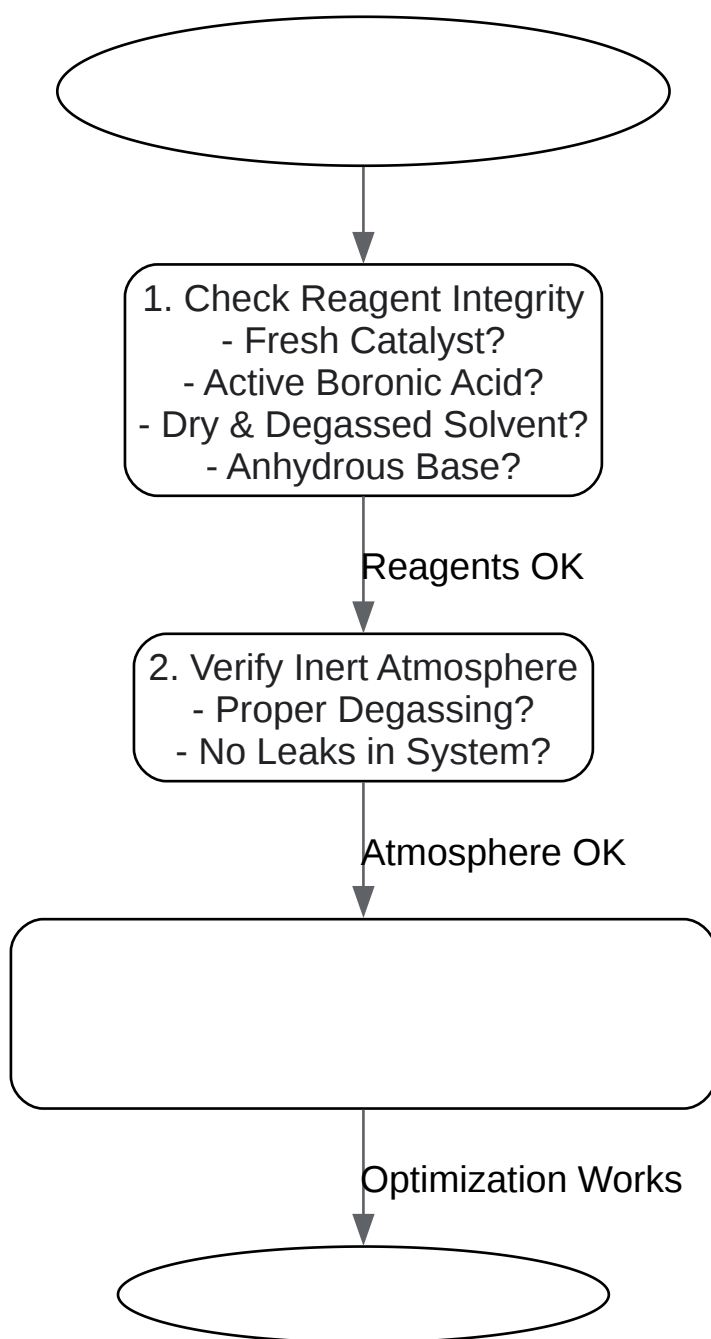 1. Check Reagent Integrity
- Fresh Catalyst?
- Active Boronic Acid?
- Dry & Degassed Solvent?
- Anhydrous Base?
Reagents OK
2. Verify Inert Atmosphere
- Proper Degassing?
- No Leaks in System?
Atmosphere OK
Optimization Works